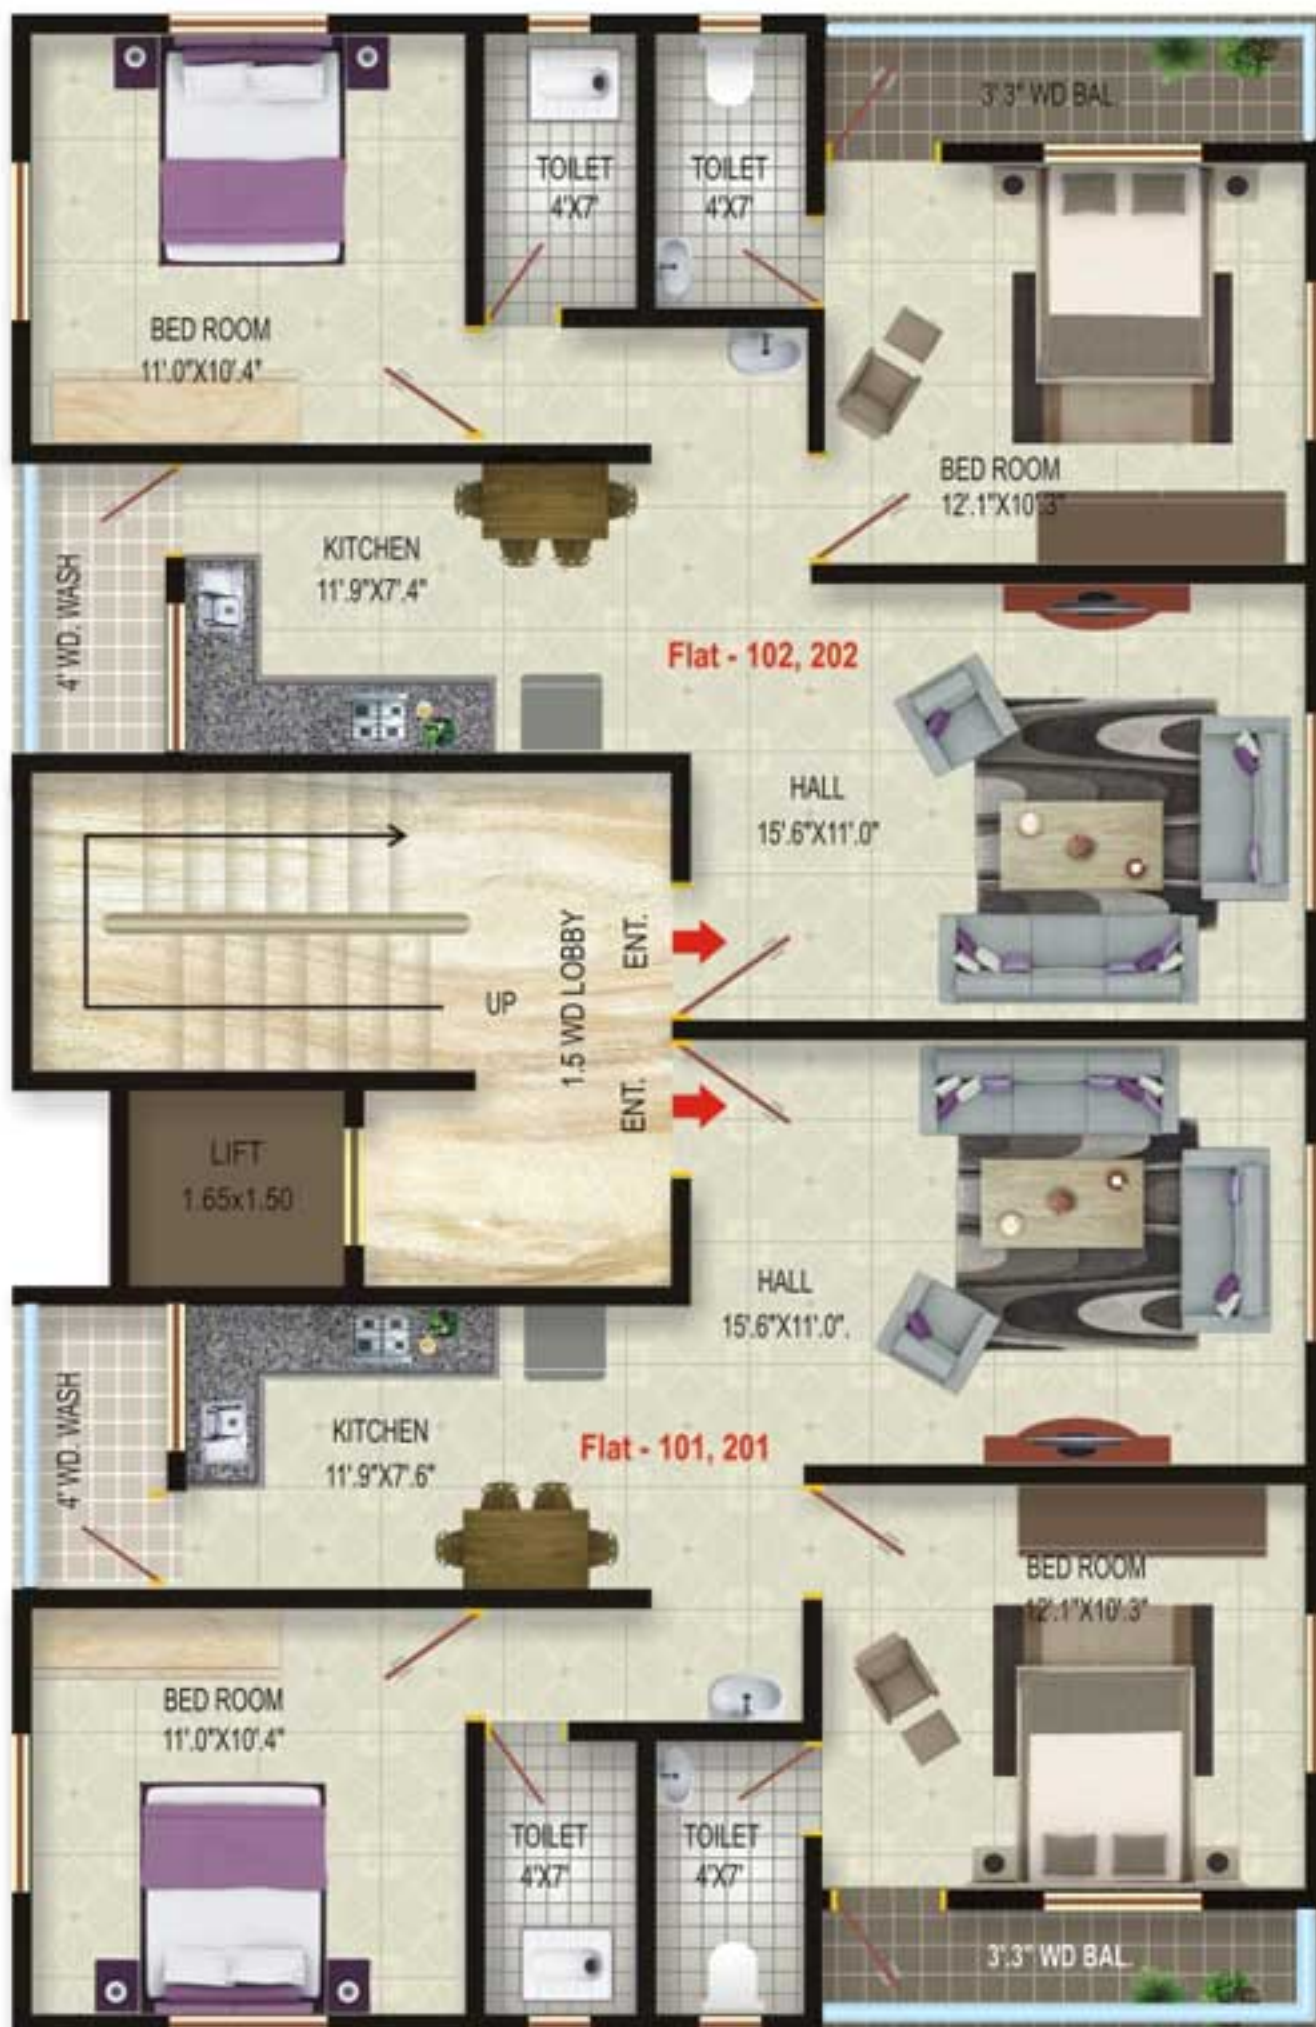 3'3" WD BAL.
TOILET
4'X7'
TOILET
4'X7'
BED ROOM
11'.0"X10'.4"
BED ROOM
12'.1"X10'.3"
KITCHEN
11'.9"X7'.4"
4' WD. WASH
Flat - 102, 202
HALL
15'.6"X11'.0"
1.5 WD LOBBY
ENT.
UP
ENT.
LIFT
1.65x1.50
HALL
15'.6"X11'.0".
4' WD. WASH
KITCHEN
11'.9"X7'.6"
Flat - 101, 201
BED ROOM
12'.1"X10'.3"
BED ROOM
11'.0"X10'.4"
TOILET
4'X7'
TOILET
4'X7'
3'.3" WD BAL.